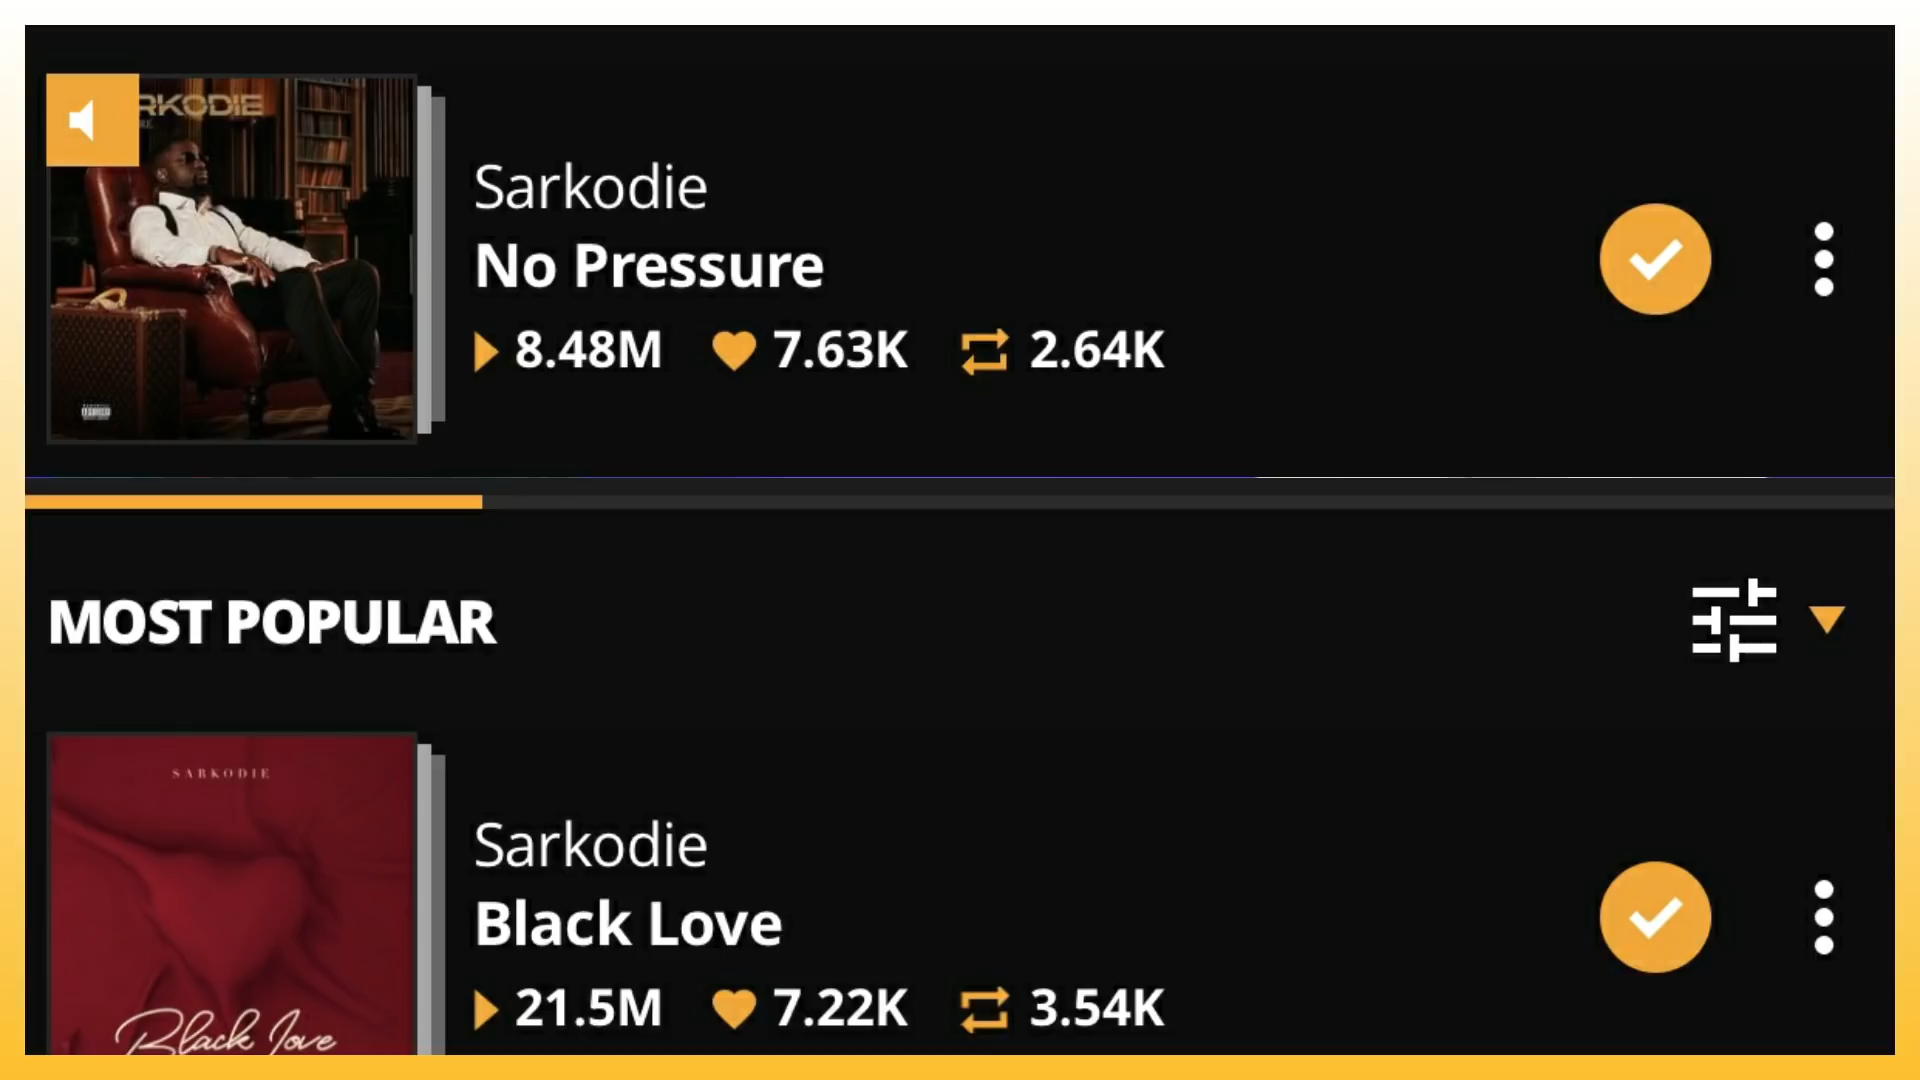 RKODIE
Sarkodie
No Pressure
8.48M 7.63K 2.64K
MOST POPULAR
SARKODIE
Sarkodie
Black Love
21.5M 7.22K 3.54K
Black Love